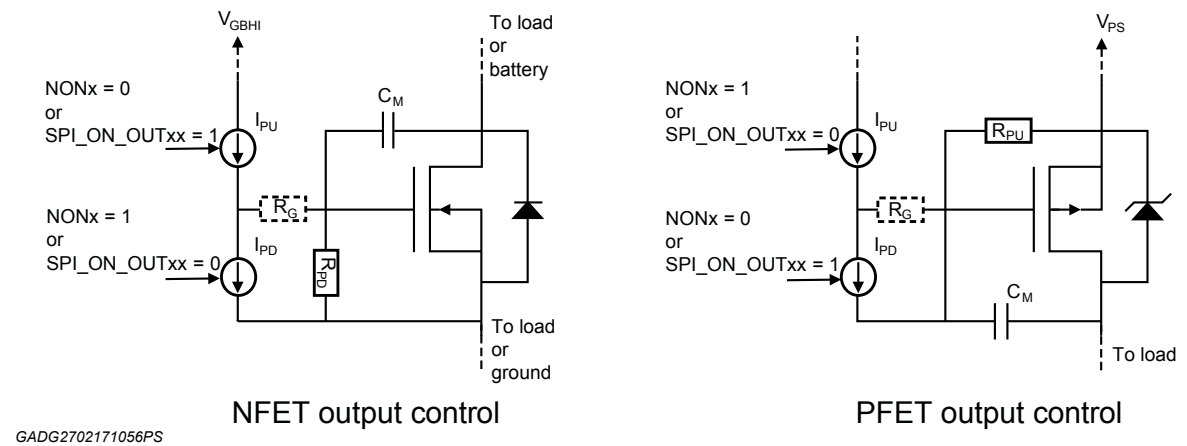 V_GBHI
To load
or
battery
NONx = 0
or
SPI_ON_OUTxx = 1
I_PU
C_M
R_G
NONx = 1
or
SPI_ON_OUTxx = 0
I_PD
R_PD
To load
or
ground
NFET output control
V_PS
NONx = 1
or
SPI_ON_OUTxx = 0
I_PU
R_PU
R_G
NONx = 0
or
SPI_ON_OUTxx = 1
I_PD
C_M
To load
PFET output control
GADG2702171056PS